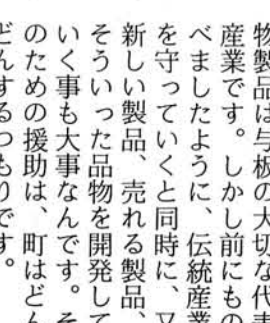 物製品は与板の大切な代表
産業です。しかし前にもの
べましたように、伝統産業
を守っていくと同時に、又
新しい製品、売れる製品、
そういった品物を開発して
いく事も大事なんです。そ
のための援助は、町はどん
どんするつもりです。